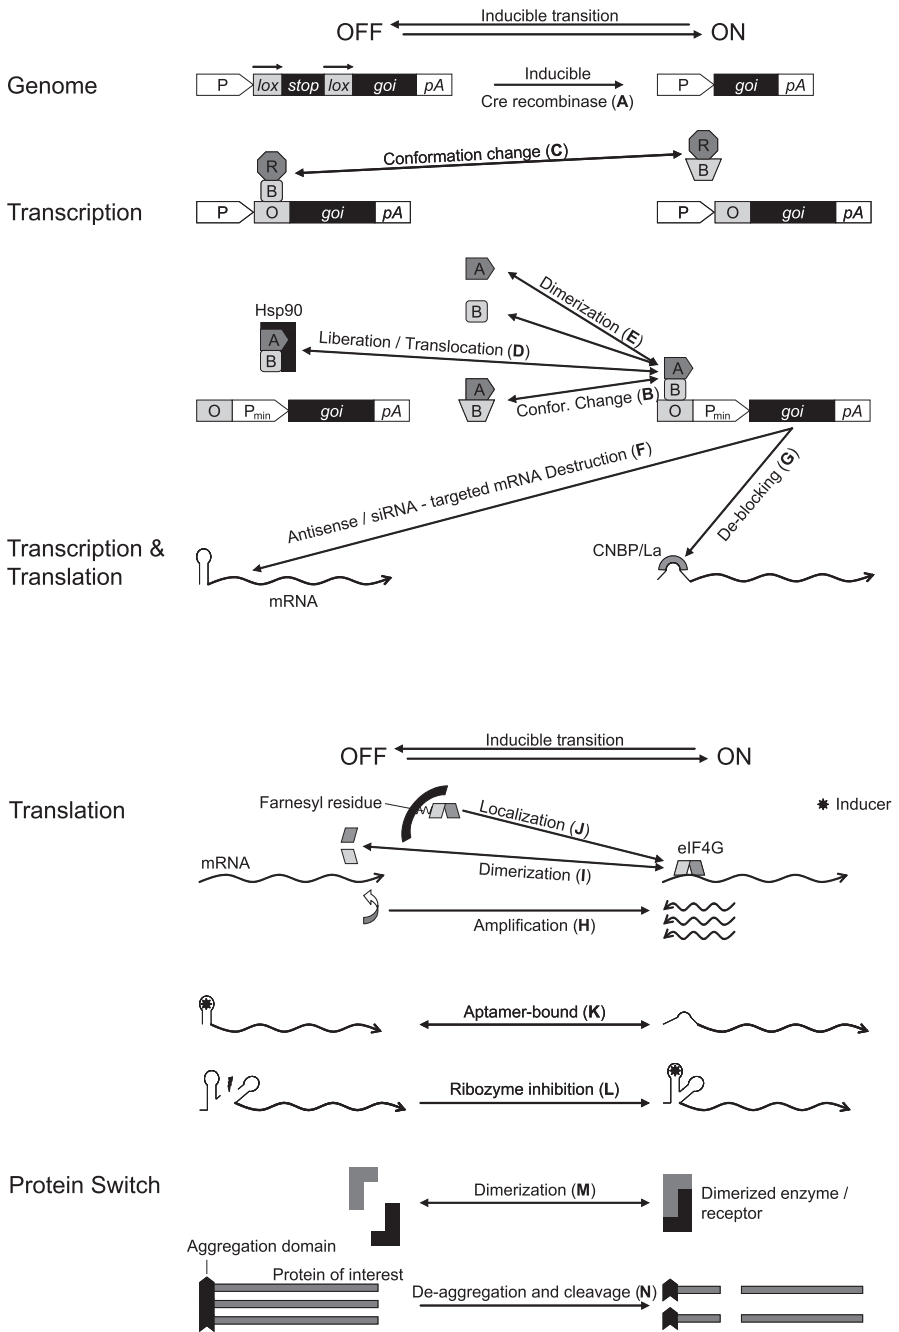 Inducible transition
OFF ON
Genome
P lox stop lox goi pA
Inducible
Cre recombinase (A)
P goi pA
Conformation change (C)
R
B
R
B
Transcription
P O goi pA
P O goi pA
A
B
Dimerization (E)
Hsp90
A
B
Liberation / Translocation (D)
A
B
A
B
Confor. Change (B)
O Pmin goi pA
O Pmin goi pA
Antisense / siRNA - targeted mRNA Destruction (F)
De-blocking (G)
Transcription &
Translation
CNBP/La
mRNA
Inducible transition
OFF ON
Translation
Farnesyl residue
Localization (J)
Inducer
mRNA
Dimerization (I)
eIF4G
Amplification (H)
Aptamer-bound (K)
Ribozyme inhibition (L)
Protein Switch
Dimerization (M)
Dimerized enzyme /
receptor
Aggregation domain
Protein of interest
De-aggregation and cleavage (N)